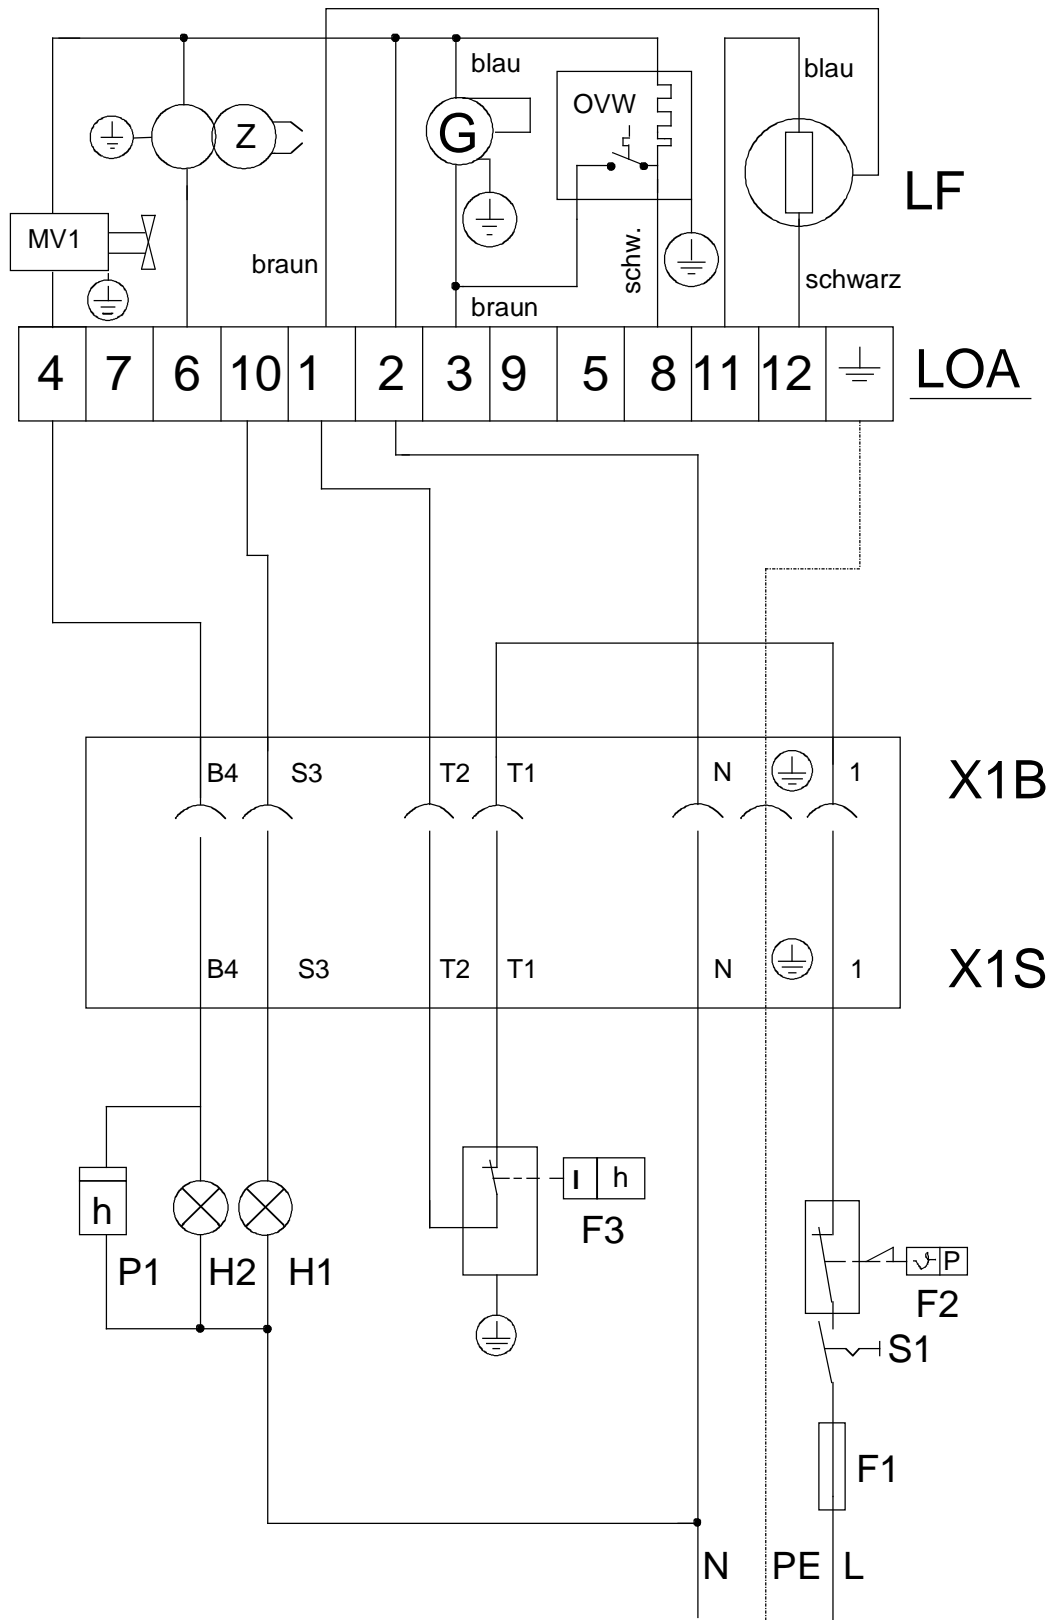 blau
OVW
blau
G
Z
LF
MV1
braun
schw.
schwarz
braun
4 7 6 10 1 2 3 9 5 8 11 12
LOA
B4 S3 T2 T1 N 1
X1B
B4 S3 T2 T1 N 1
X1S
h
P1
H2
H1
I h
F3
P
F2
S1
F1
N PE L